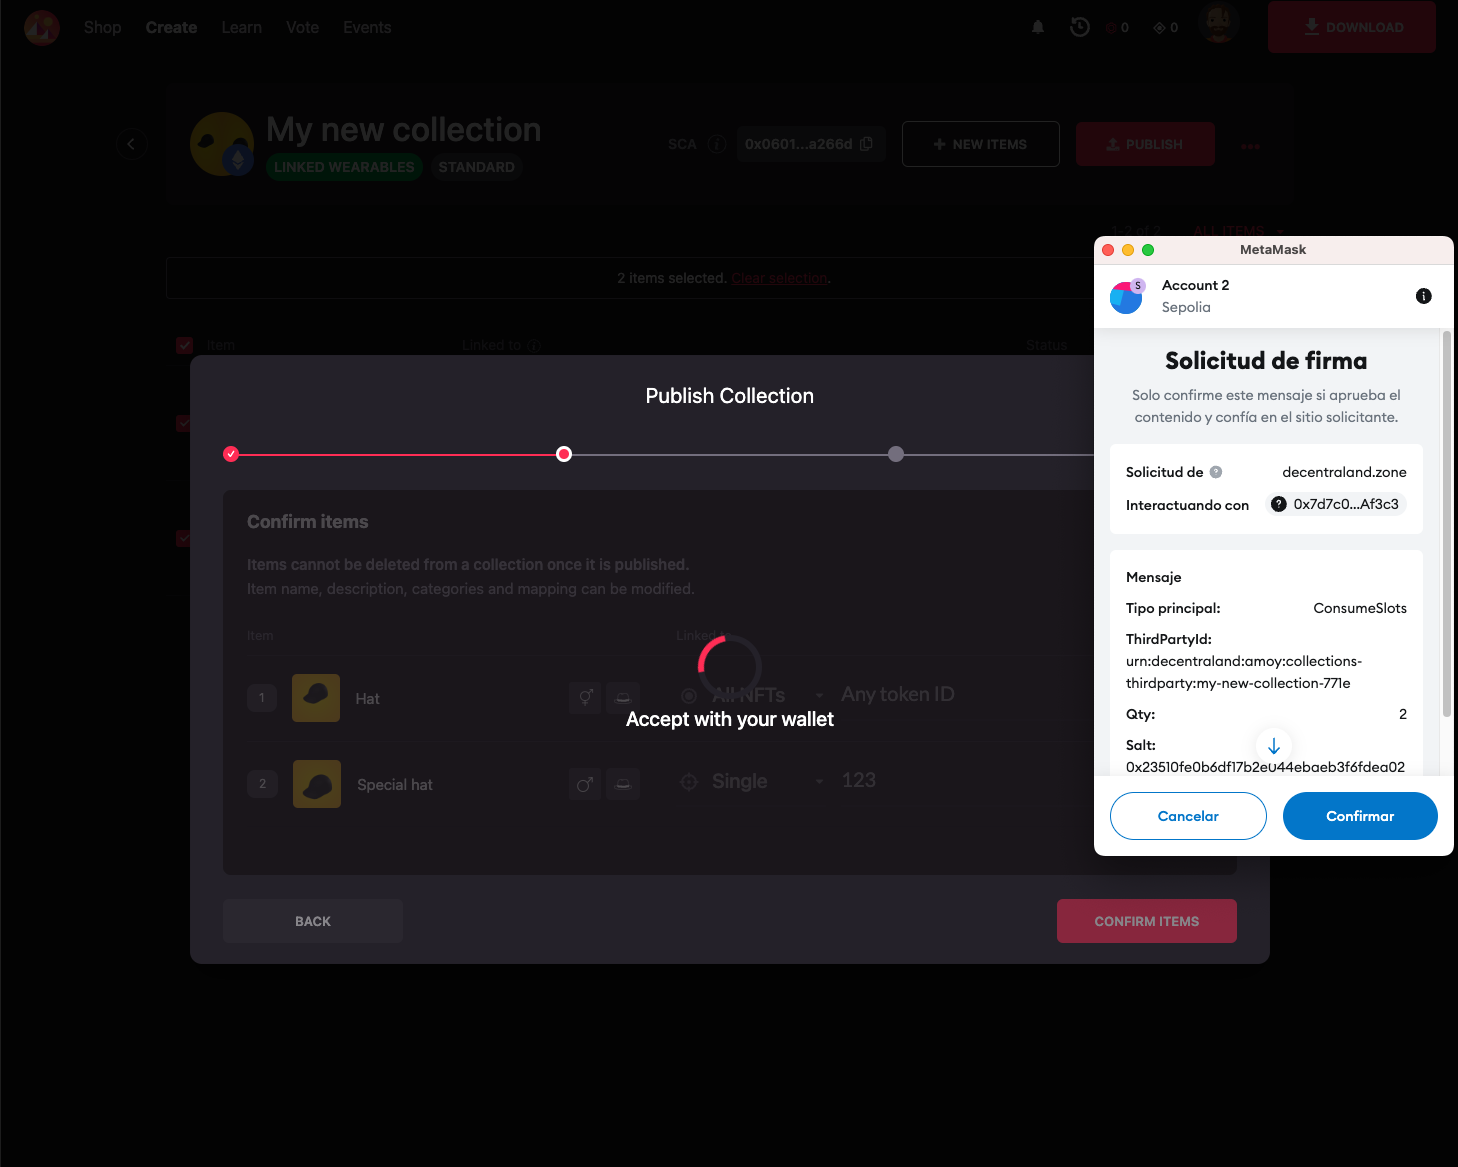 Shop Create Learn Vote Events 0 0 DOWNLOAD
My new collection
LINKED WEARABLES STANDARD
SCA i 0x0601...a266d NEW ITEMS PUBLISH
1-2 of 2 ALL ITEMS
2 items selected. Clear selection.
Item Linked to Status
Publish Collection
Confirm items
Items cannot be deleted from a collection once it is published.
Item name, description, categories and mapping can be modified.
Item Linked to
1 Hat All NFTs Any token ID
Accept with your wallet
2 Special hat Single 123
BACK CONFIRM ITEMS
MetaMask
S Account 2
Sepolia
Solicitud de firma
Solo confirme este mensaje si aprueba el
contenido y confía en el sitio solicitante.
Solicitud de ? decentraland.zone
Interactuando con ? 0x7d7c0...Af3c3
Mensaje
Tipo principal: ConsumeSlots
ThirdPartyId:
urn:decentraland:amoy:collections-
thirdparty:my-new-collection-771e
Qty: 2
Salt:
0x23510fe0b6df17b2e044ebaeb3f6fdea02
Cancelar Confirmar